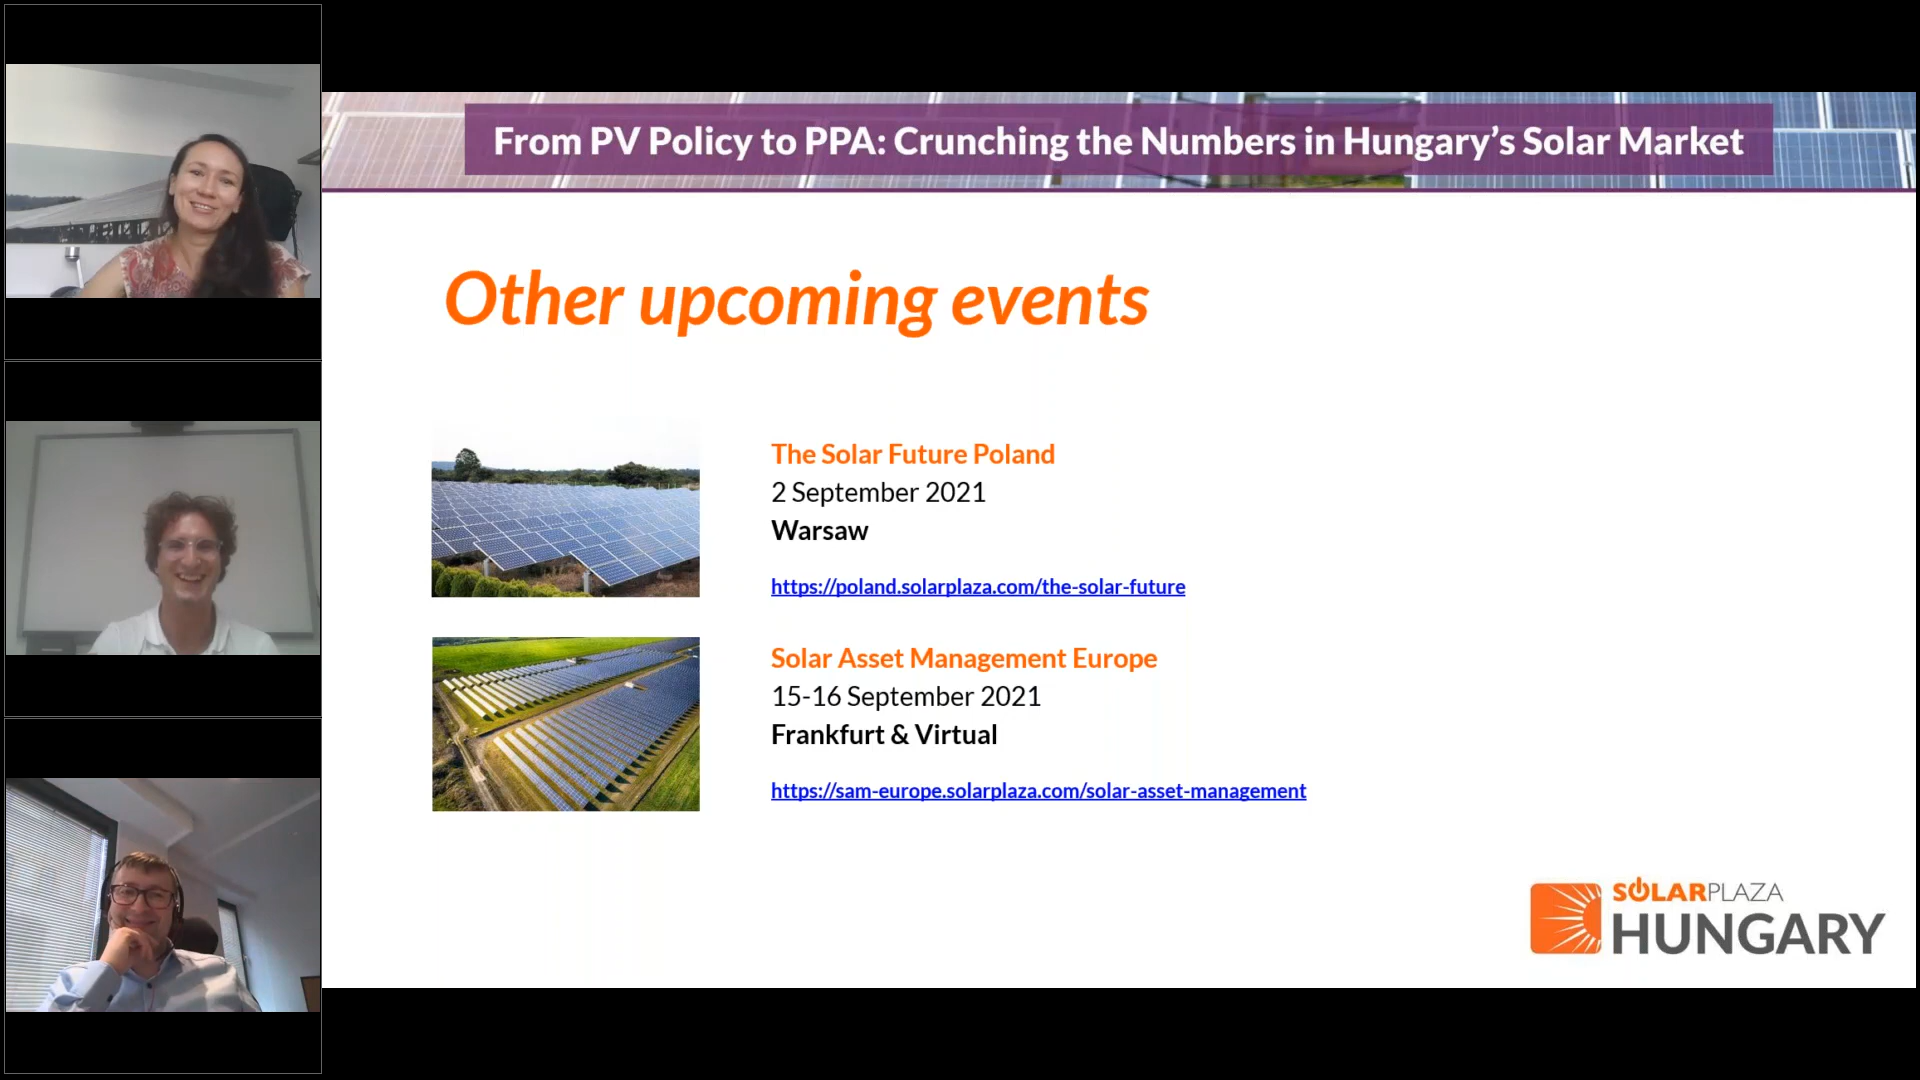 From PV Policy to PPA: Crunching the Numbers in Hungary’s Solar Market
Other upcoming events
The Solar Future Poland
2 September 2021
Warsaw
https://poland.solarplaza.com/the-solar-future
Solar Asset Management Europe
15-16 September 2021
Frankfurt & Virtual
https://sam-europe.solarplaza.com/solar-asset-management
SOLARPLAZA
HUNGARY